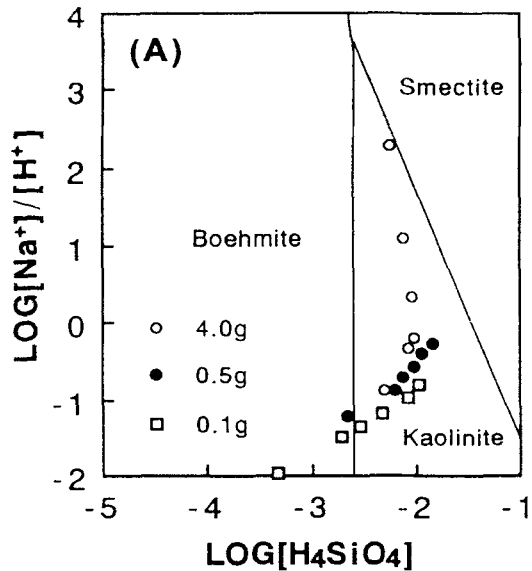 (A)
4
3
2
1
0
-1
-2
LOG[Na⁺]/[H⁺]
Smectite
Boehmite
4.0g
0.5g
0.1g
Kaolinite
-5 -4 -3 -2 -1
LOG[H₄SiO₄]